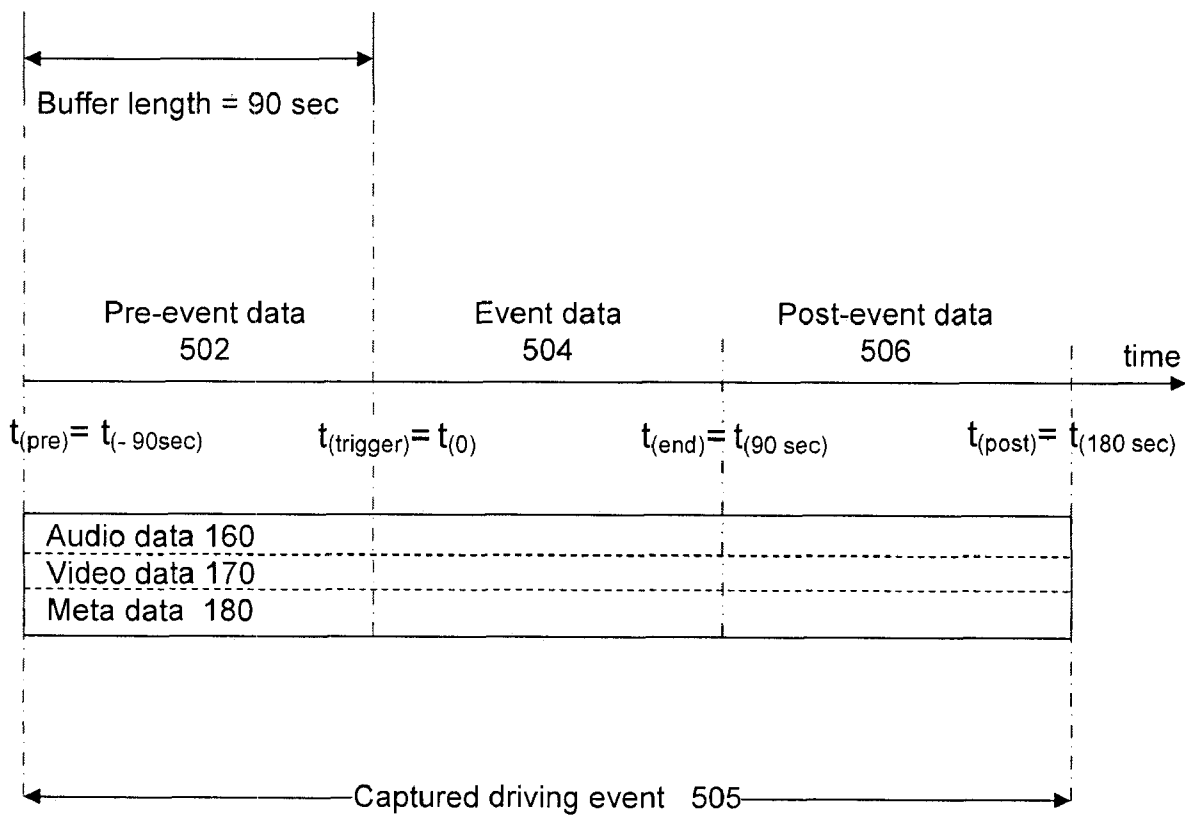 Buffer length = 90 sec
Pre-event data
502
Event data
504
Post-event data
506
time
t(pre)= t(- 90sec)
t(trigger)= t(0)
t(end)= t(90 sec)
t(post)= t(180 sec)
Audio data 160
Video data 170
Meta data 180
Captured driving event 505